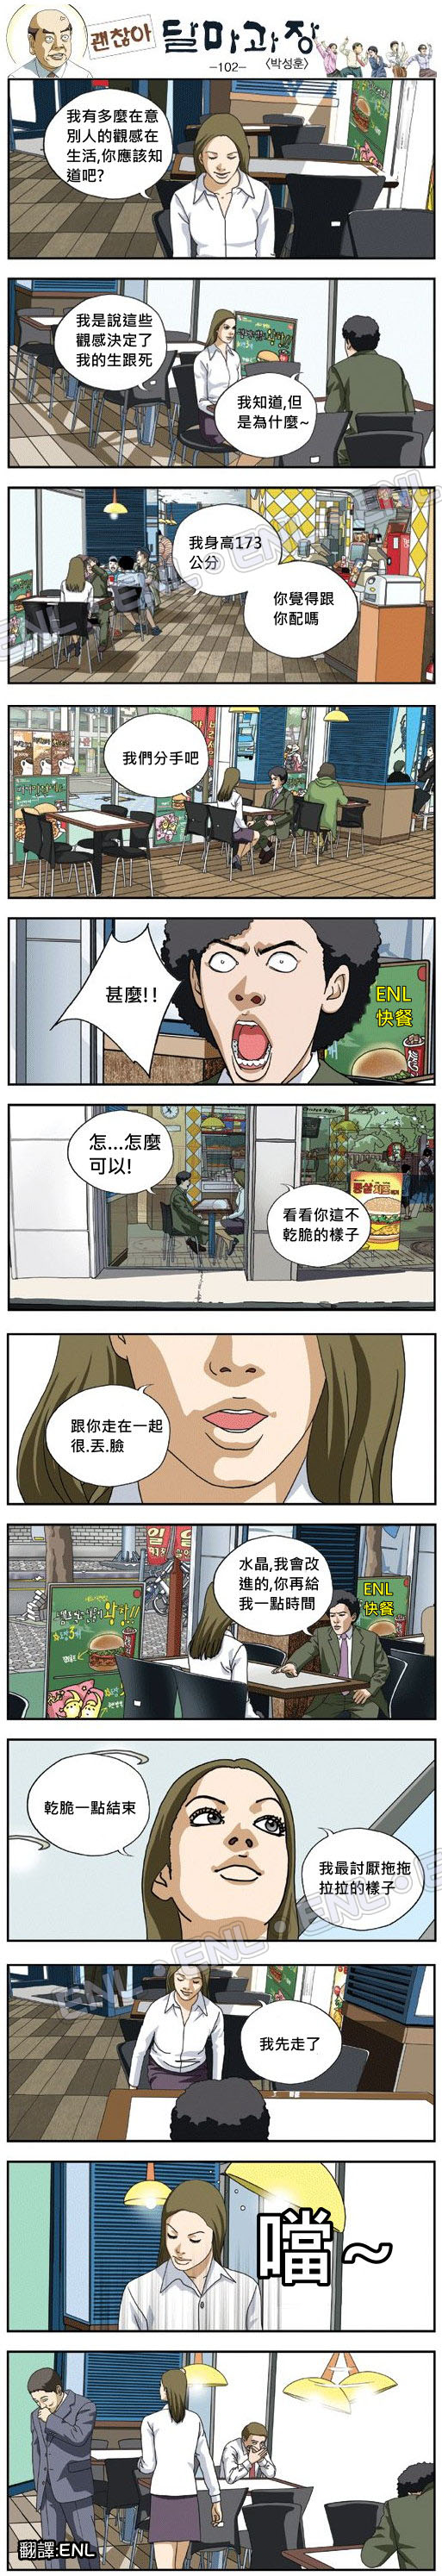 괜찮아 달마과장
-102-
〈박성훈〉
我有多麼在意
別人的觀感在
生活,你應該知
道吧?
我是說這些
觀感決定了
我的生跟死
我知道,但
是為什麼~
我身高173
公分
你覺得跟
你配嗎
ENL·ENL·ENL
我們分手吧
甚麼!!
ENL
快餐
怎...怎麼
可以!
看看你這不
乾脆的樣子
跟你走在一起
很.丟.臉
水晶,我會改
進的,你再給
我一點時間
ENL
快餐
乾脆一點結束
我最討厭拖拖
拉拉的樣子
ENL·ENL·ENL·ENL
我先走了
噹~
翻譯:ENL